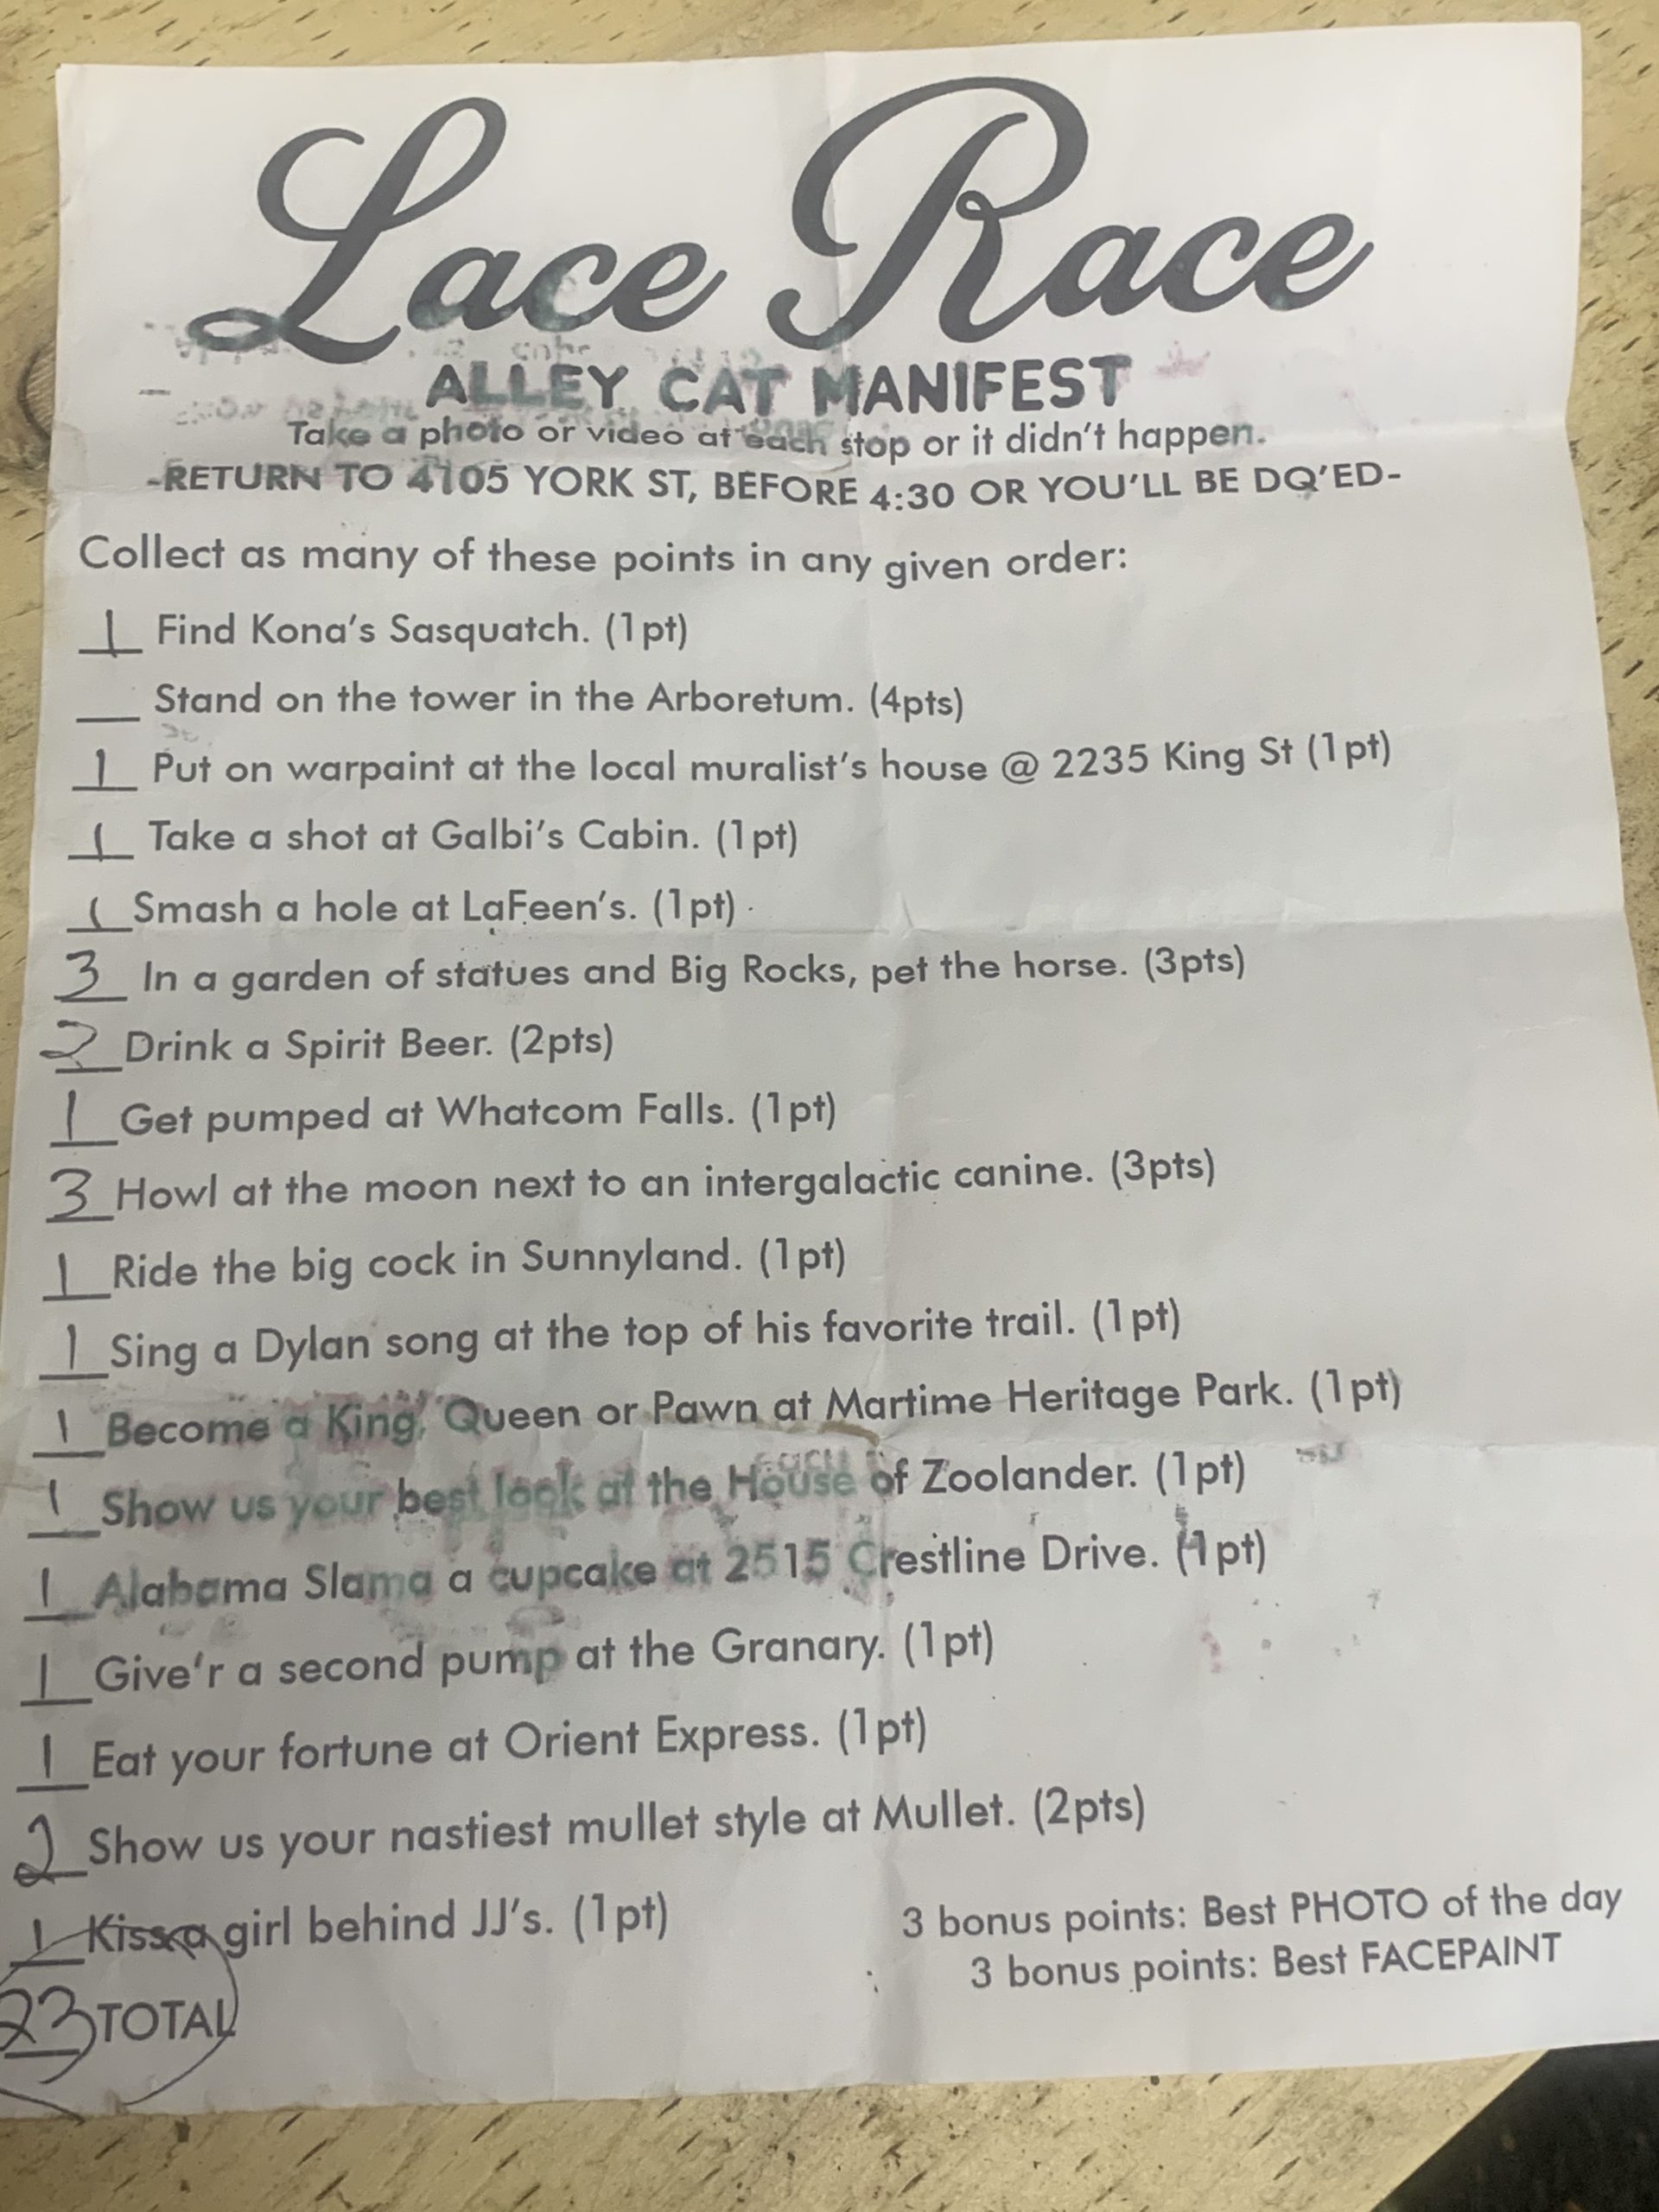 Lace Race
ALLEY CAT MANIFEST
Take a photo or video at each stop or it didn't happen.
-RETURN TO 4105 YORK ST, BEFORE 4:30 OR YOU'LL BE DQ'ED-
Collect as many of these points in any given order:
1 Find Kona's Sasquatch. (1pt)
__ Stand on the tower in the Arboretum. (4pts)
1 Put on warpaint at the local muralist's house @ 2235 King St (1pt)
1 Take a shot at Galbi's Cabin. (1pt)
1 Smash a hole at LaFeen's. (1pt)
3 In a garden of statues and Big Rocks, pet the horse. (3pts)
2 Drink a Spirit Beer. (2pts)
1 Get pumped at Whatcom Falls. (1pt)
3 Howl at the moon next to an intergalactic canine. (3pts)
1 Ride the big cock in Sunnyland. (1pt)
1 Sing a Dylan song at the top of his favorite trail. (1pt)
1 Become a King, Queen or Pawn at Martime Heritage Park. (1pt)
1 Show us your best look at the House of Zoolander. (1pt)
1 Alabama Slama a cupcake at 2515 Crestline Drive. (1pt)
1 Give'r a second pump at the Granary. (1pt)
1 Eat your fortune at Orient Express. (1pt)
2 Show us your nastiest mullet style at Mullet. (2pts)
1 Kiss a girl behind JJ's. (1pt)
3 bonus points: Best PHOTO of the day
3 bonus points: Best FACEPAINT
23 TOTAL